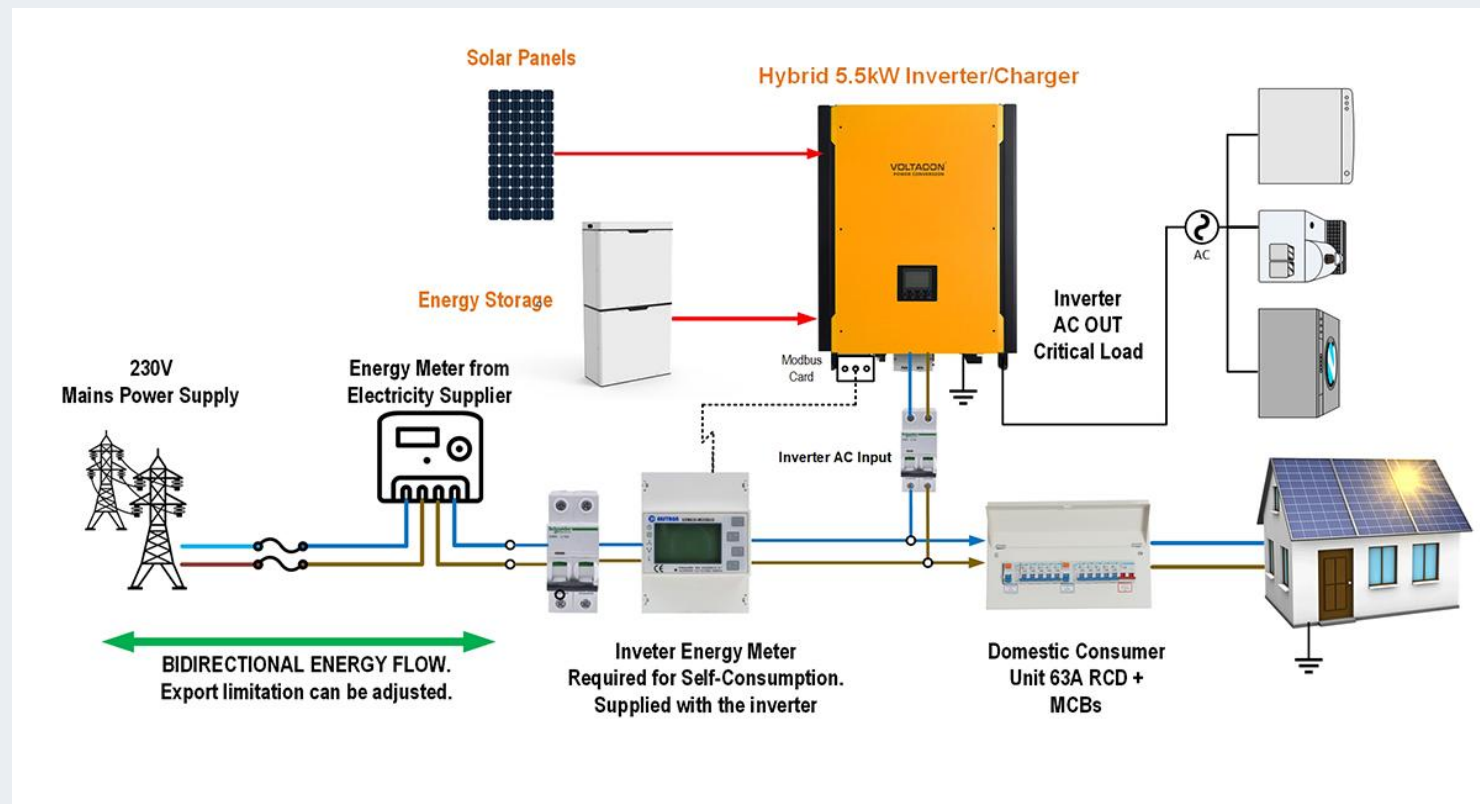 Solar Panels
Hybrid 5.5kW Inverter/Charger
VOLTACON
POWER CONVERSION
AC
Energy Storage
Inverter
AC OUT
Critical Load
Modbus
Card
230V
Mains Power Supply
Energy Meter from
Electricity Supplier
Inverter AC Input
BIDIRECTIONAL ENERGY FLOW.
Export limitation can be adjusted.
Inveter Energy Meter
Required for Self-Consumption.
Supplied with the inverter
Domestic Consumer
Unit 63A RCD +
MCBs